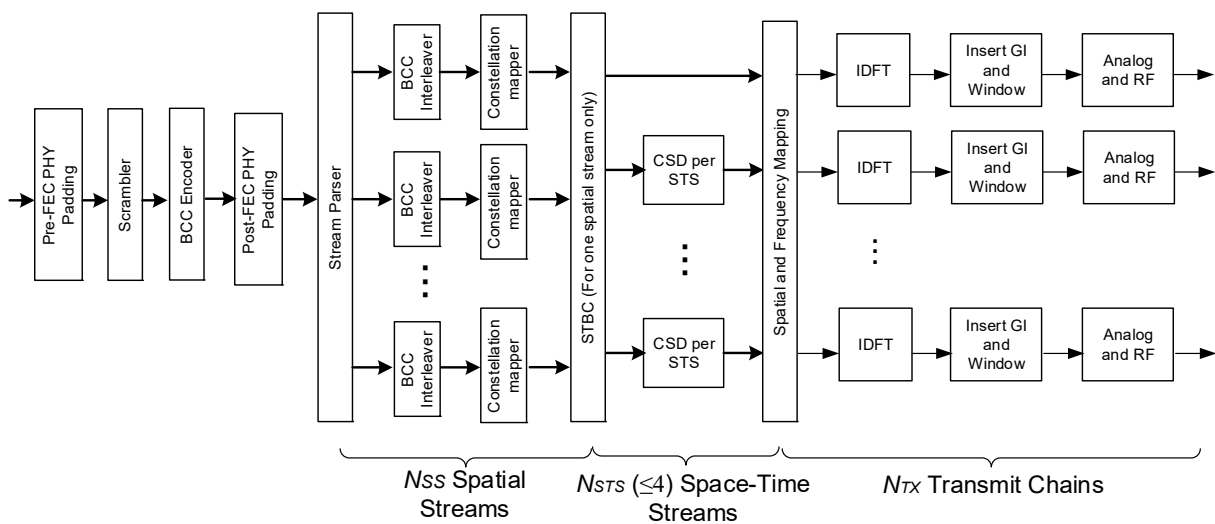 Pre-FEC PHY
Padding
Scrambler
BCC Encoder
Post-FEC PHY
Padding
Stream Parser
BCC
Interleaver
Constellation
mapper
BCC
Interleaver
Constellation
mapper
BCC
Interleaver
Constellation
mapper
STBC (For one spatial stream only)
CSD per
STS
CSD per
STS
Spatial and Frequency Mapping
IDFT
Insert GI
and
Window
Analog
and RF
IDFT
Insert GI
and
Window
Analog
and RF
IDFT
Insert GI
and
Window
Analog
and RF
NSS Spatial
Streams
NSTS (≤4) Space-Time
Streams
NTX Transmit Chains